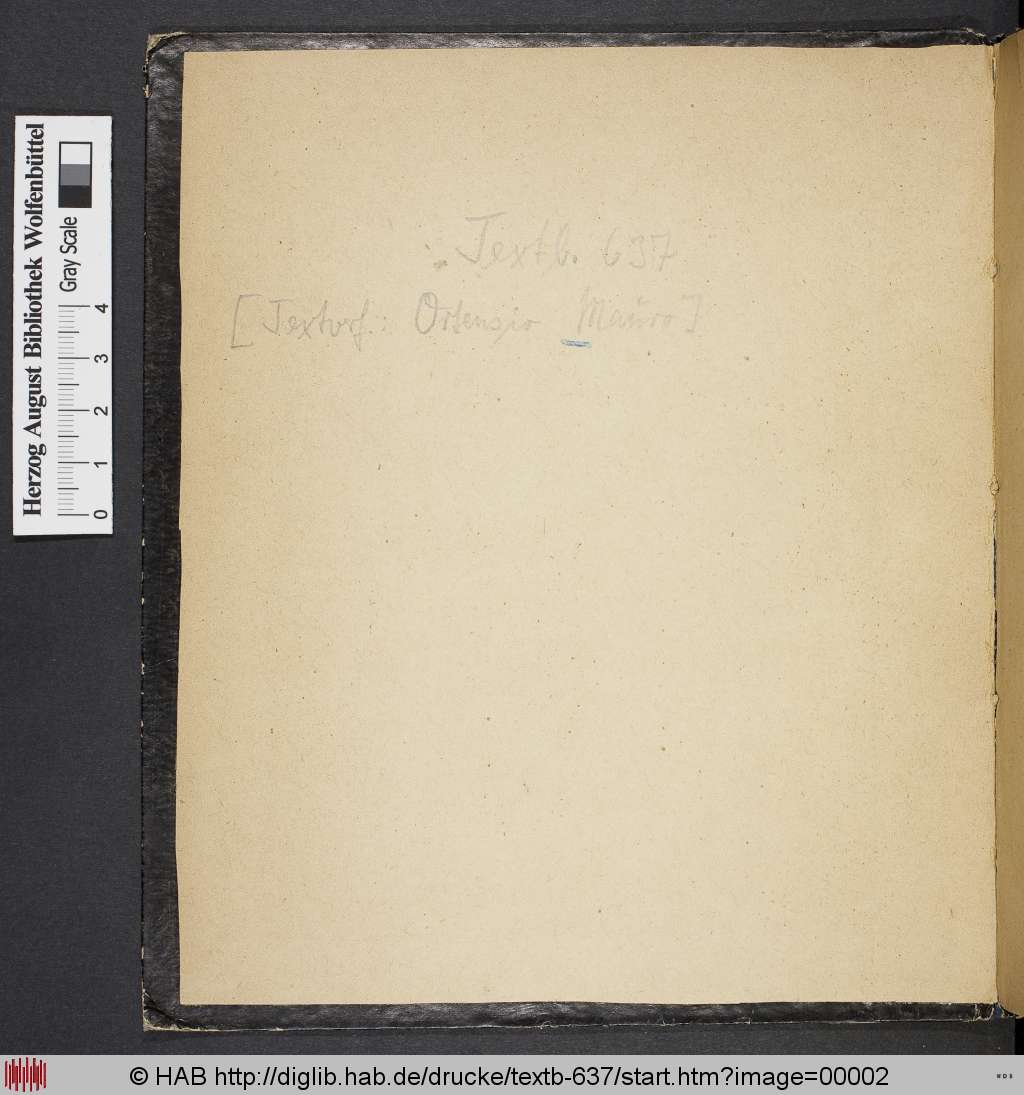 Textb. 637
[Textverf.: Ortensio Mauro]
Herzog August Bibliothek Wolfenbüttel
Gray Scale
0 1 2 3 4
© HAB http://diglib.hab.de/drucke/textb-637/start.htm?image=00002